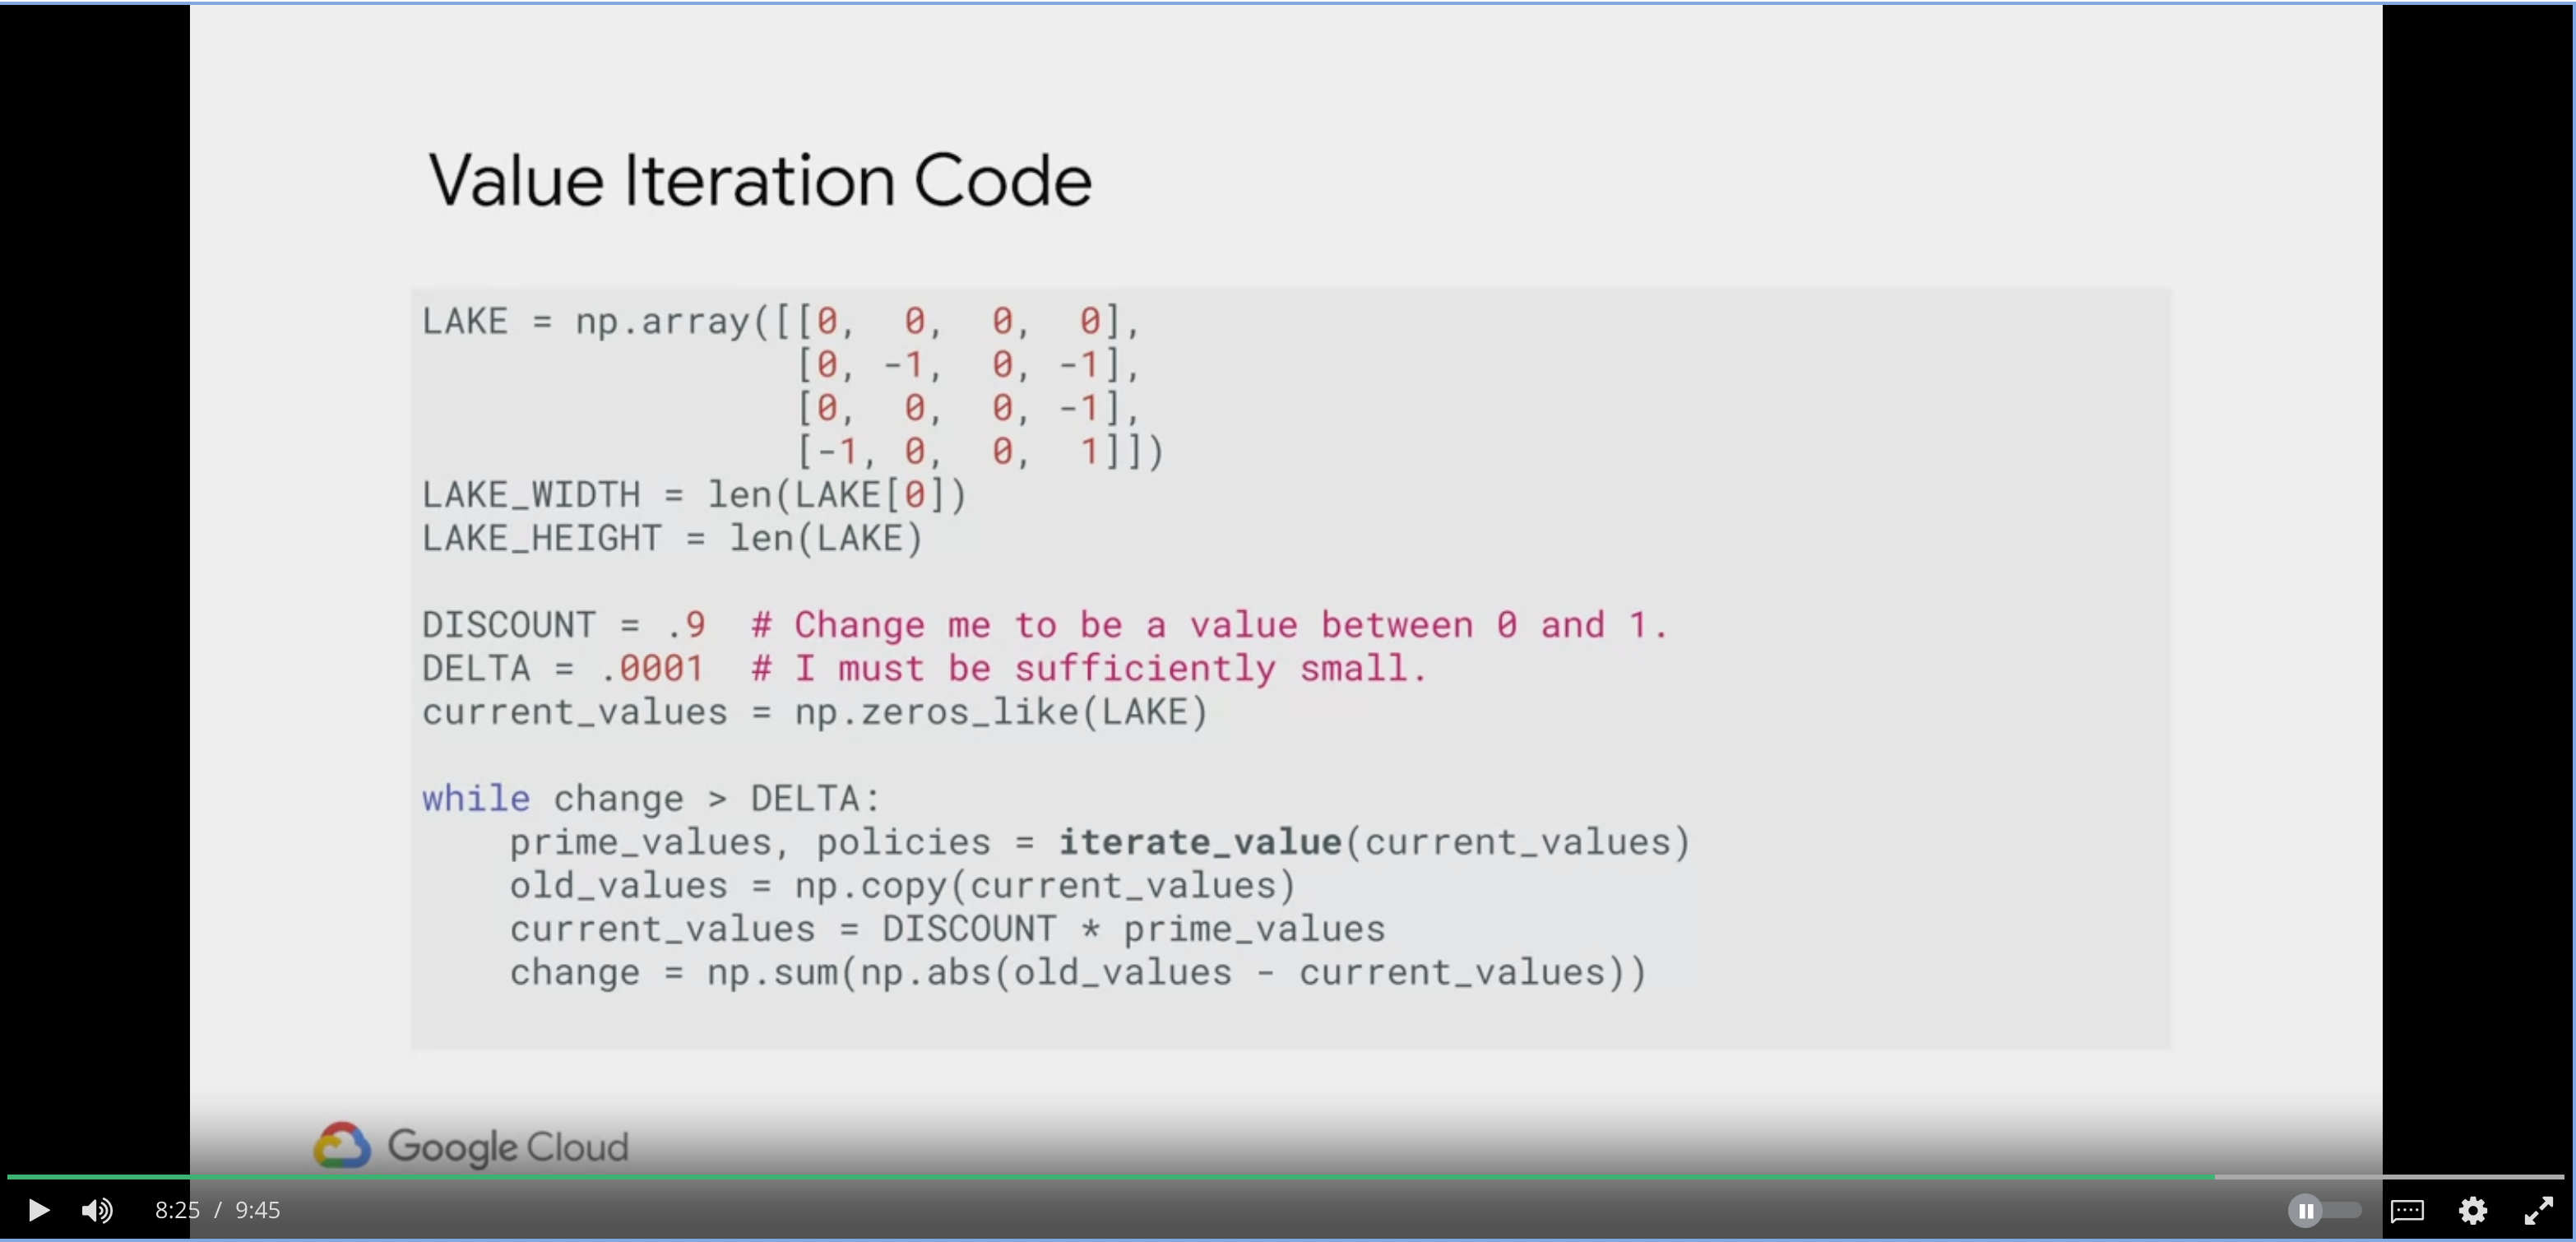 Value Iteration Code
LAKE = np.array([[0,  0,  0,  0],
                 [0, -1,  0, -1],
                 [0,  0,  0, -1],
                 [-1, 0,  0,  1]])
LAKE_WIDTH = len(LAKE[0])
LAKE_HEIGHT = len(LAKE)
DISCOUNT = .9  # Change me to be a value between 0 and 1.
DELTA = .0001  # I must be sufficiently small.
current_values = np.zeros_like(LAKE)
while change > DELTA:
    prime_values, policies = iterate_value(current_values)
    old_values = np.copy(current_values)
    current_values = DISCOUNT * prime_values
    change = np.sum(np.abs(old_values - current_values))
Google Cloud
8:25 / 9:45